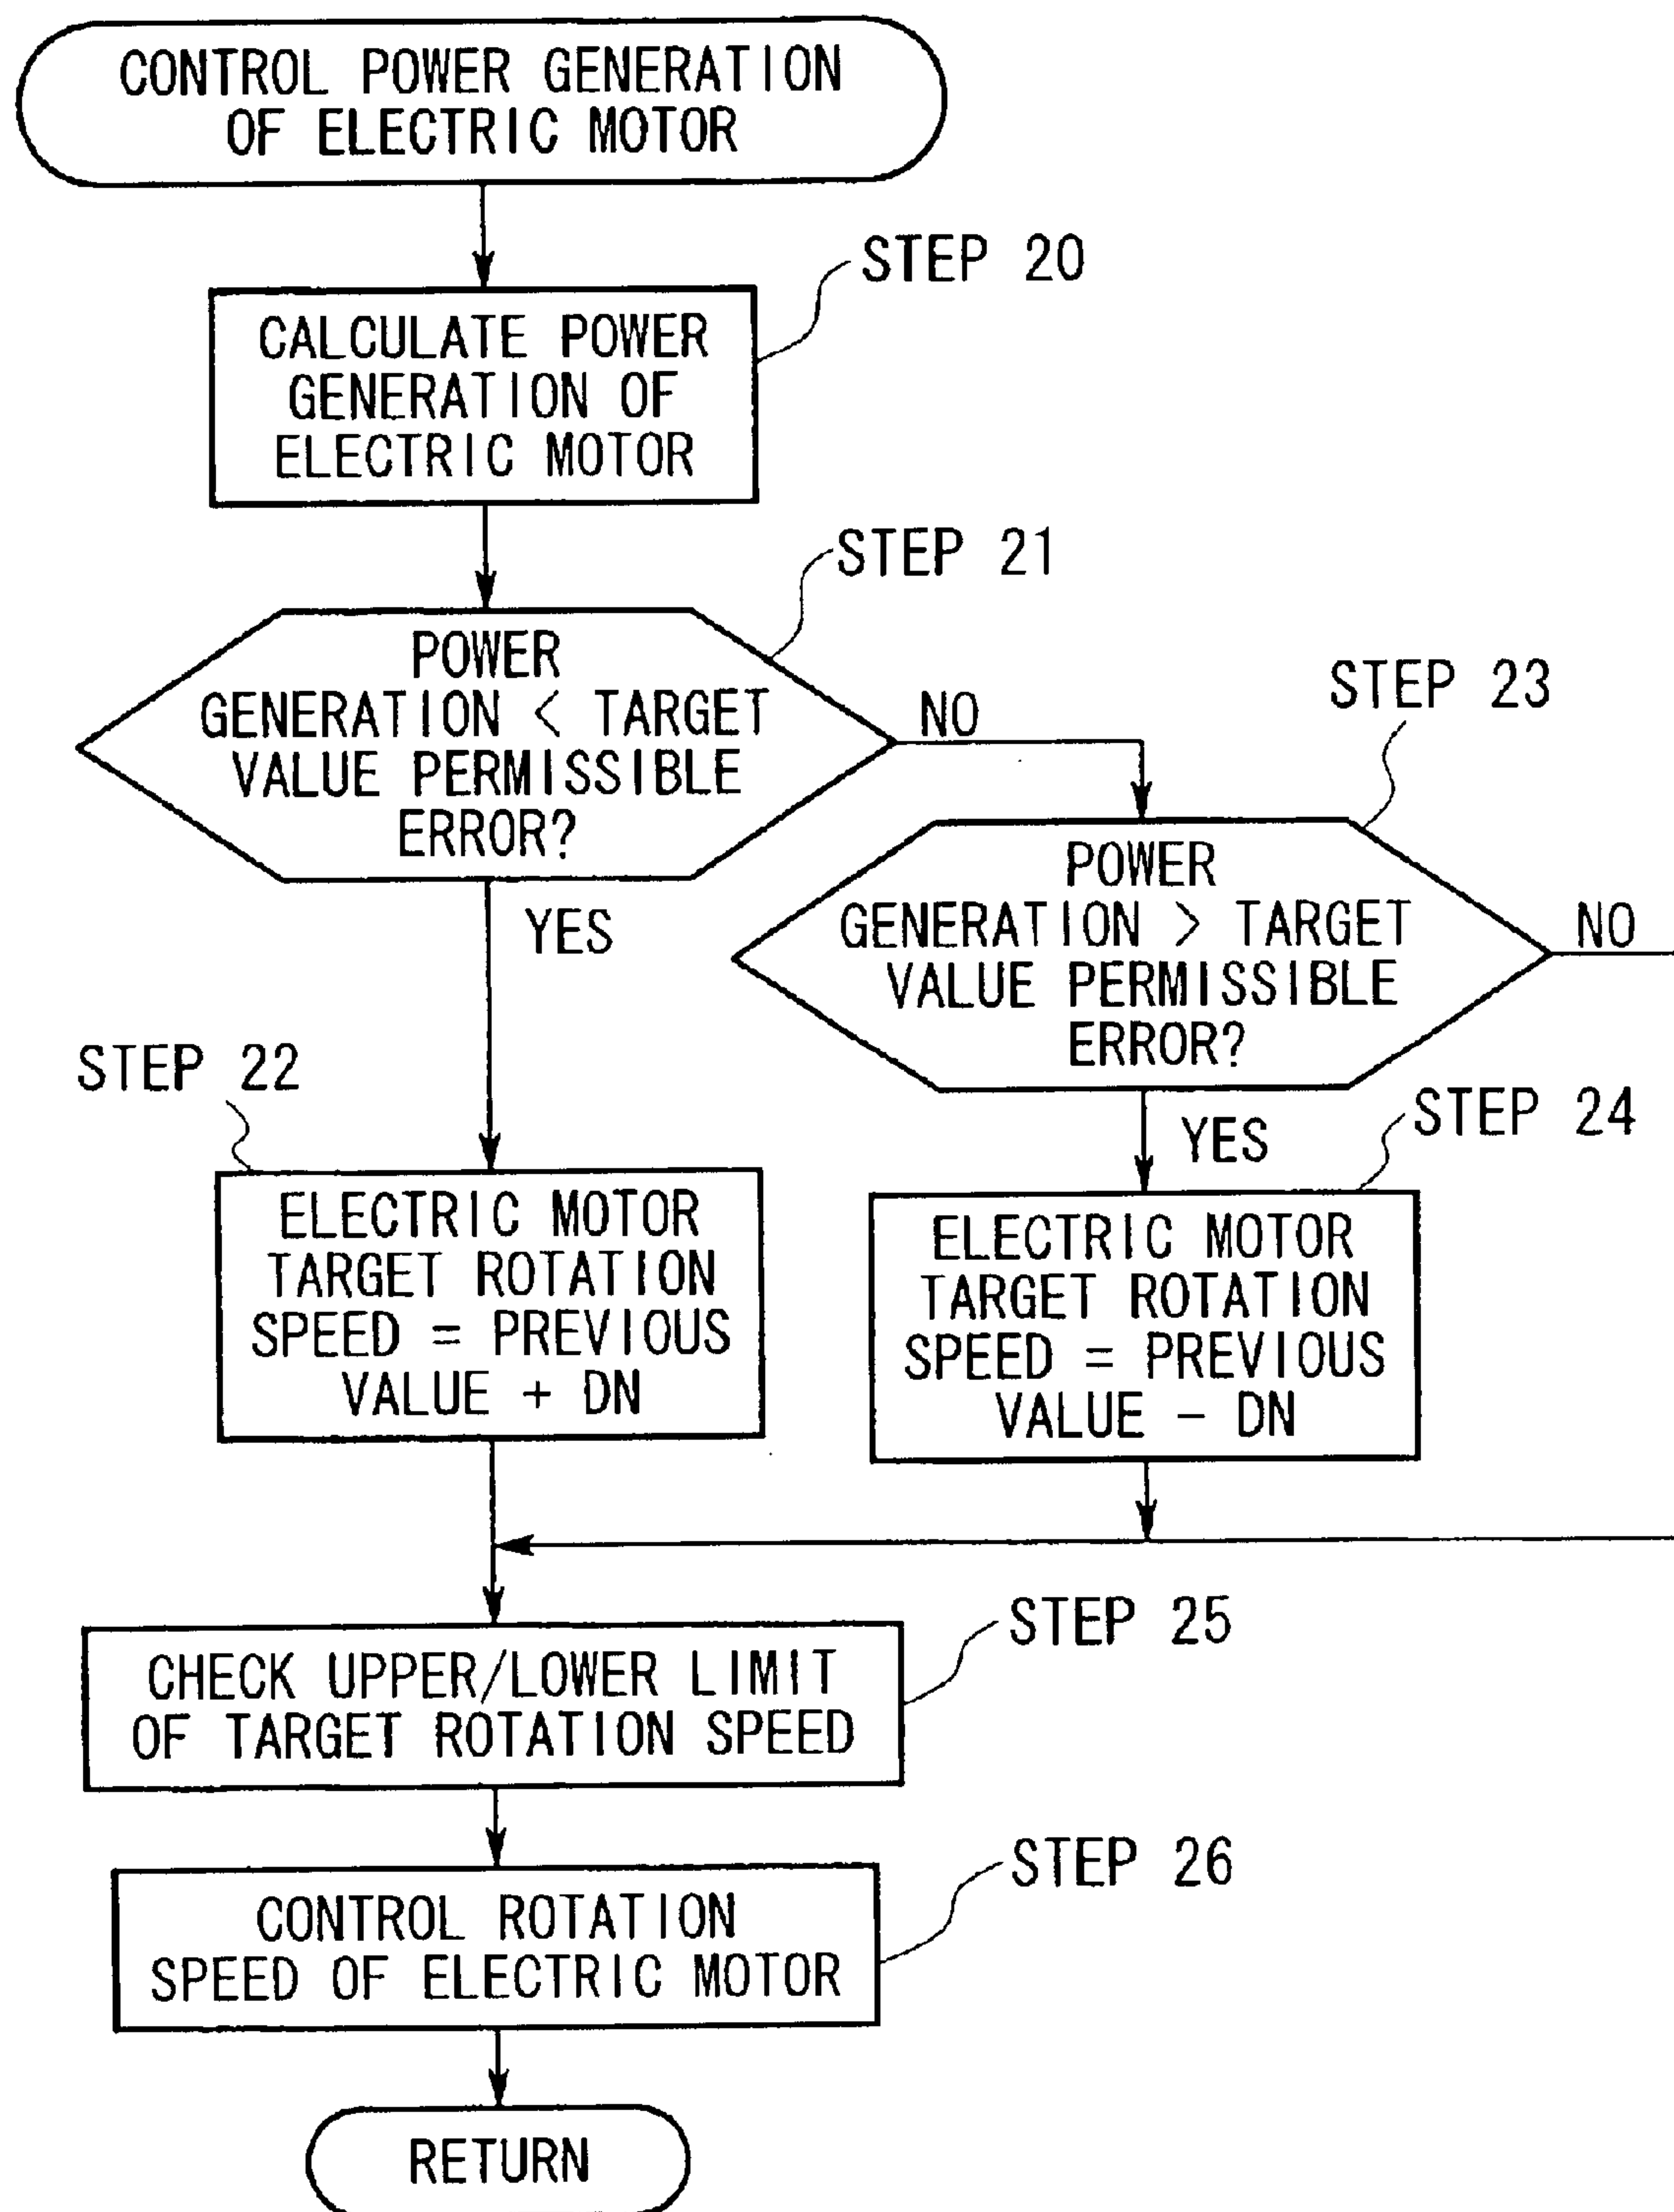 CONTROL POWER GENERATION
OF ELECTRIC MOTOR
STEP 20
CALCULATE POWER
GENERATION OF
ELECTRIC MOTOR
STEP 21
POWER
GENERATION < TARGET
VALUE PERMISSIBLE
ERROR?
NO
YES
STEP 23
POWER
GENERATION > TARGET
VALUE PERMISSIBLE
ERROR?
NO
YES
STEP 22
ELECTRIC MOTOR
TARGET ROTATION
SPEED = PREVIOUS
VALUE + DN
STEP 24
ELECTRIC MOTOR
TARGET ROTATION
SPEED = PREVIOUS
VALUE - DN
STEP 25
CHECK UPPER/LOWER LIMIT
OF TARGET ROTATION SPEED
STEP 26
CONTROL ROTATION
SPEED OF ELECTRIC MOTOR
RETURN